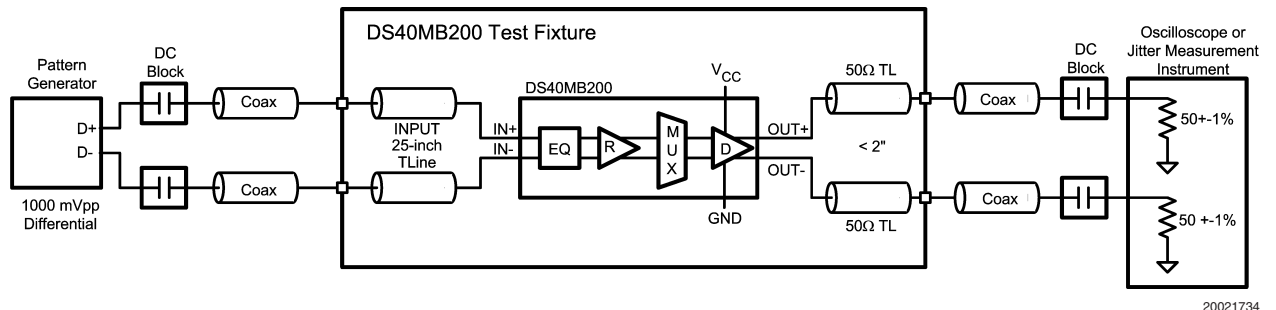 DS40MB200 Test Fixture
Pattern
Generator
D+
D-
1000 mVpp
Differential
DC
Block
Coax
Coax
INPUT
25-inch
TLine
DS40MB200
IN+
IN-
EQ
R
M
U
X
D
VCC
GND
OUT+
OUT-
50Ω TL
< 2"
50Ω TL
Coax
Coax
DC
Block
Oscilloscope or
Jitter Measurement
Instrument
50+-1%
50 +-1%
20021734